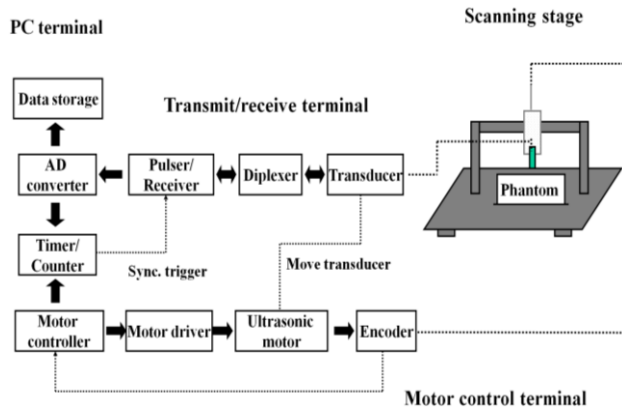 Scanning stage
PC terminal
Data storage
Transmit/receive terminal
AD
converter
Pulser/
Receiver
Diplexer
Transducer
Phantom
Timer/
Counter
Sync. trigger
Move transducer
Motor
controller
Motor driver
Ultrasonic
motor
Encoder
Motor control terminal